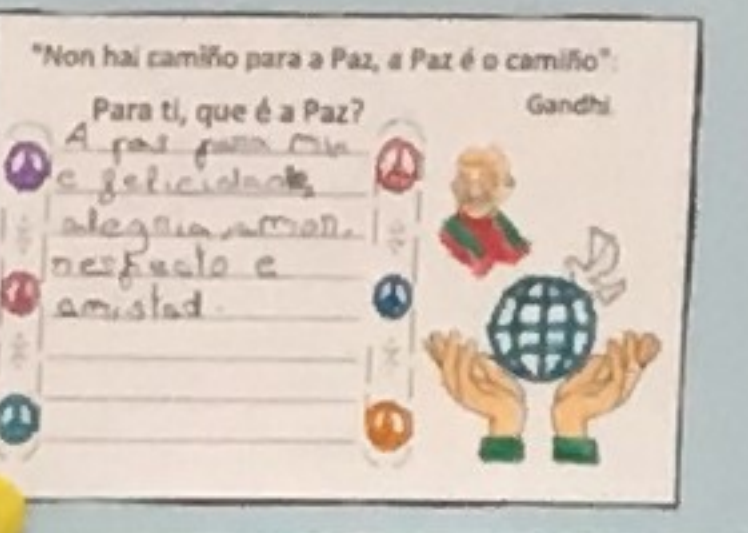 "Non hai camiño para a Paz, a Paz é o camiño":
Gandhi
Para ti, que é a Paz?
A paz para min
e felicidade,
alegria, amor,
respecto e
amistad.